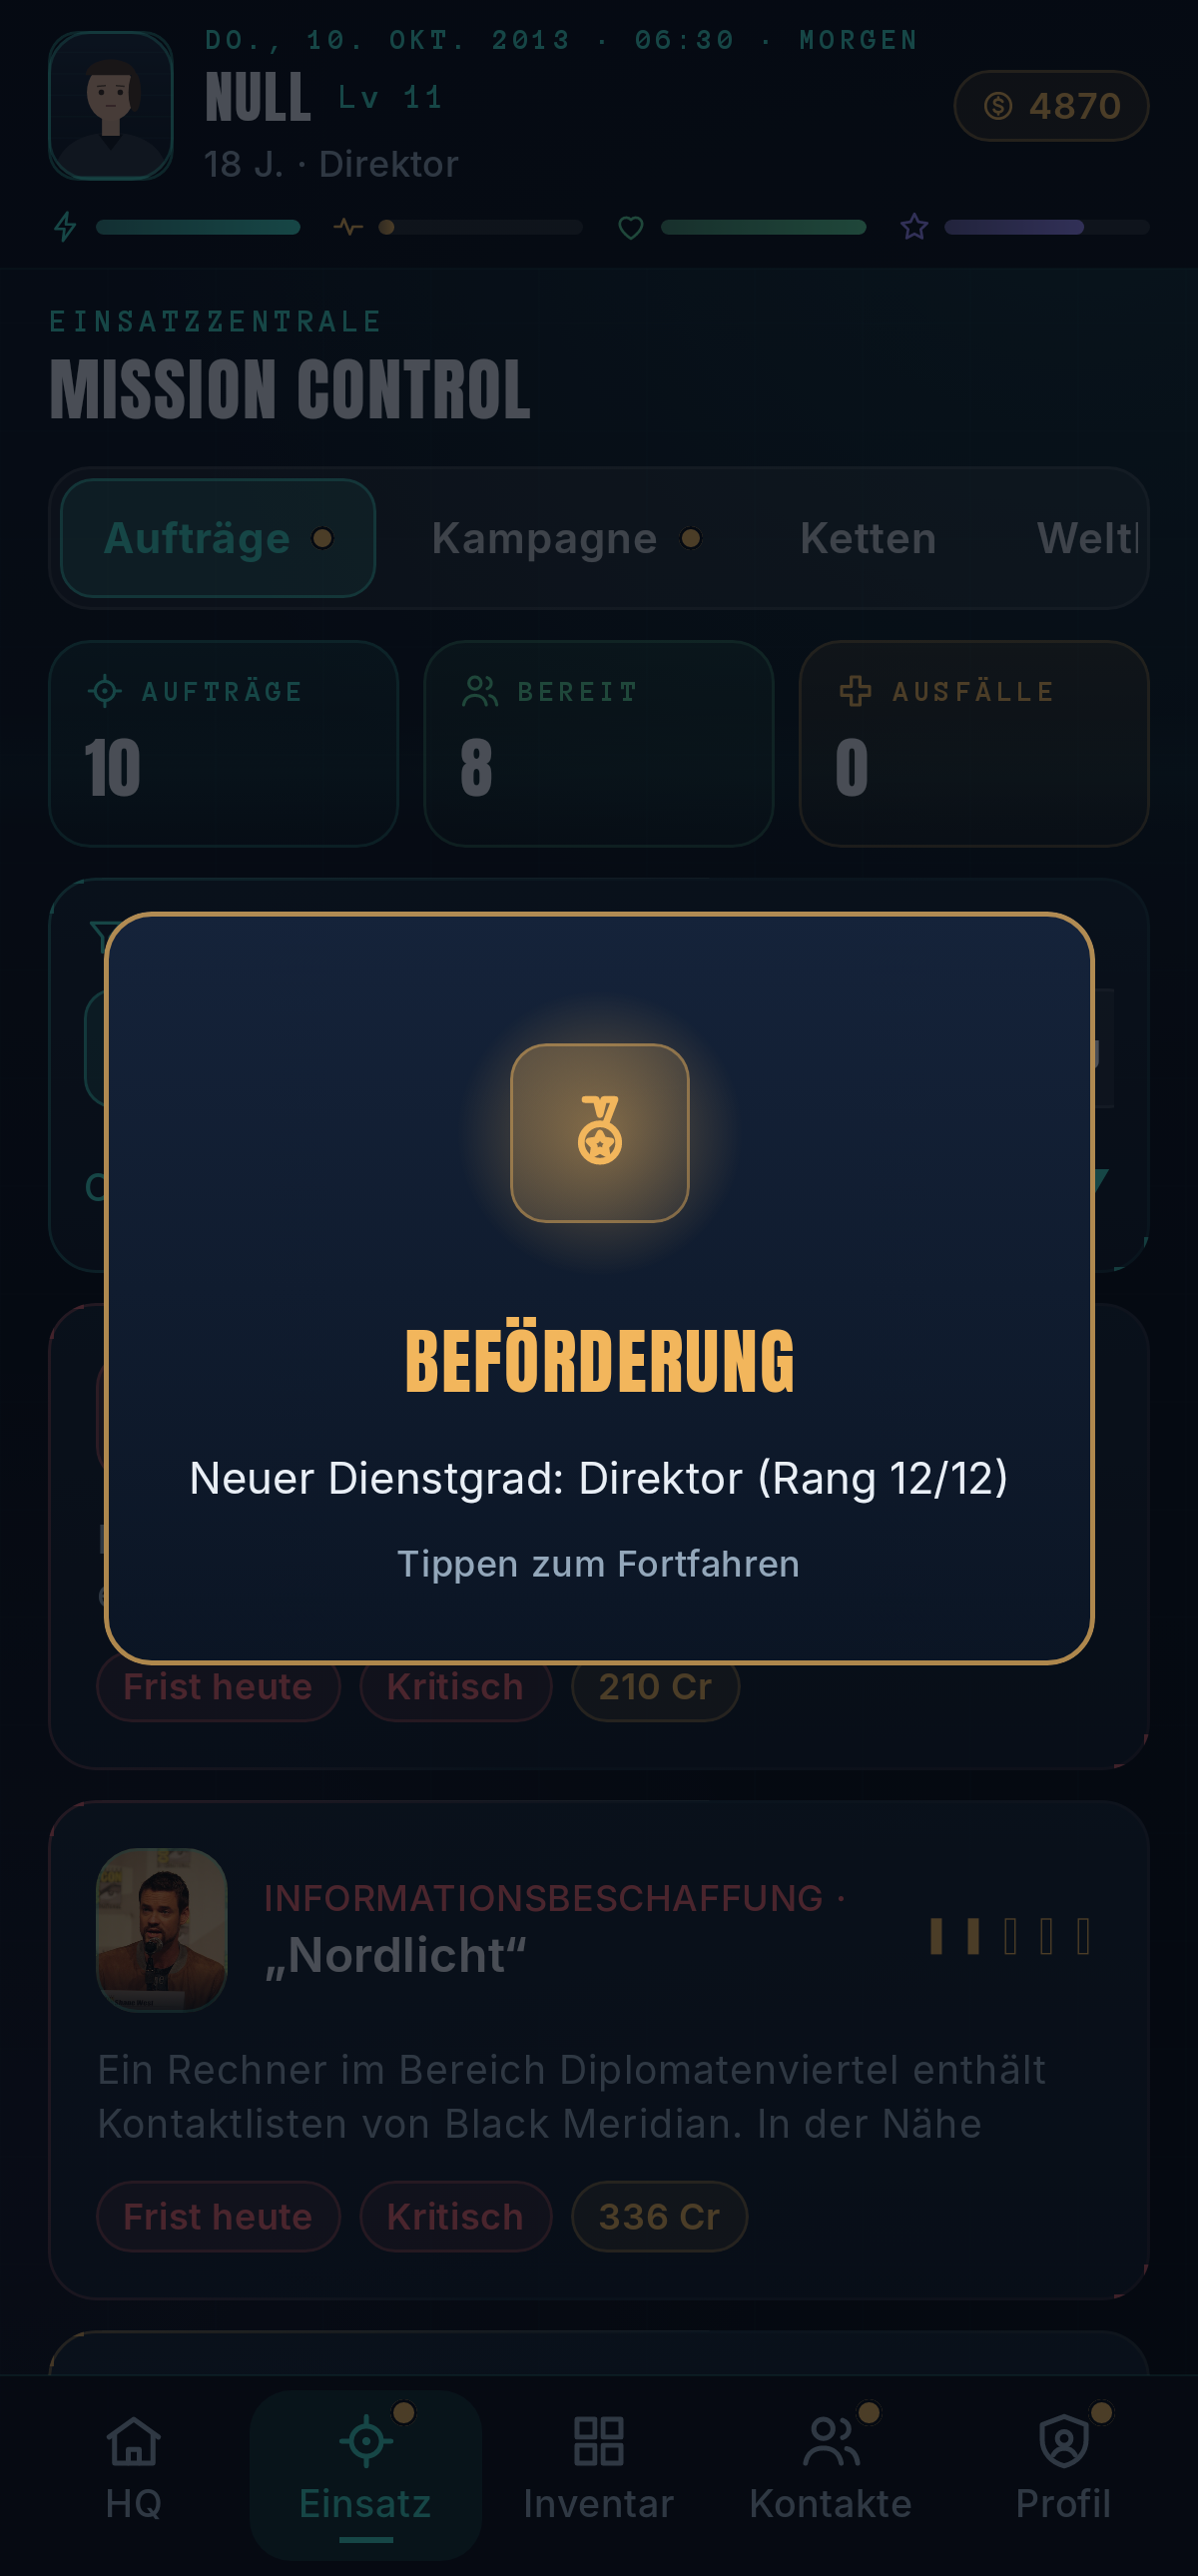 DO., 10. OKT. 2013 · 06:30 · MORGEN
NULL Lv 11
4870
18 J. · Direktor
EINSATZZENTRALE
MISSION CONTROL
Aufträge Kampagne Ketten
AUFTRÄGE BEREIT AUSFÄLLE
10 8 0
BEFÖRDERUNG
Neuer Dienstgrad: Direktor (Rang 12/12)
Tippen zum Fortfahren
Frist heute Kritisch 210 Cr
INFORMATIONSBESCHAFFUNG ·
„Nordlicht“
Ein Rechner im Bereich Diplomatenviertel enthält
Kontaktlisten von Black Meridian. In der Nähe
Frist heute Kritisch 336 Cr
HQ Einsatz Inventar Kontakte Profil